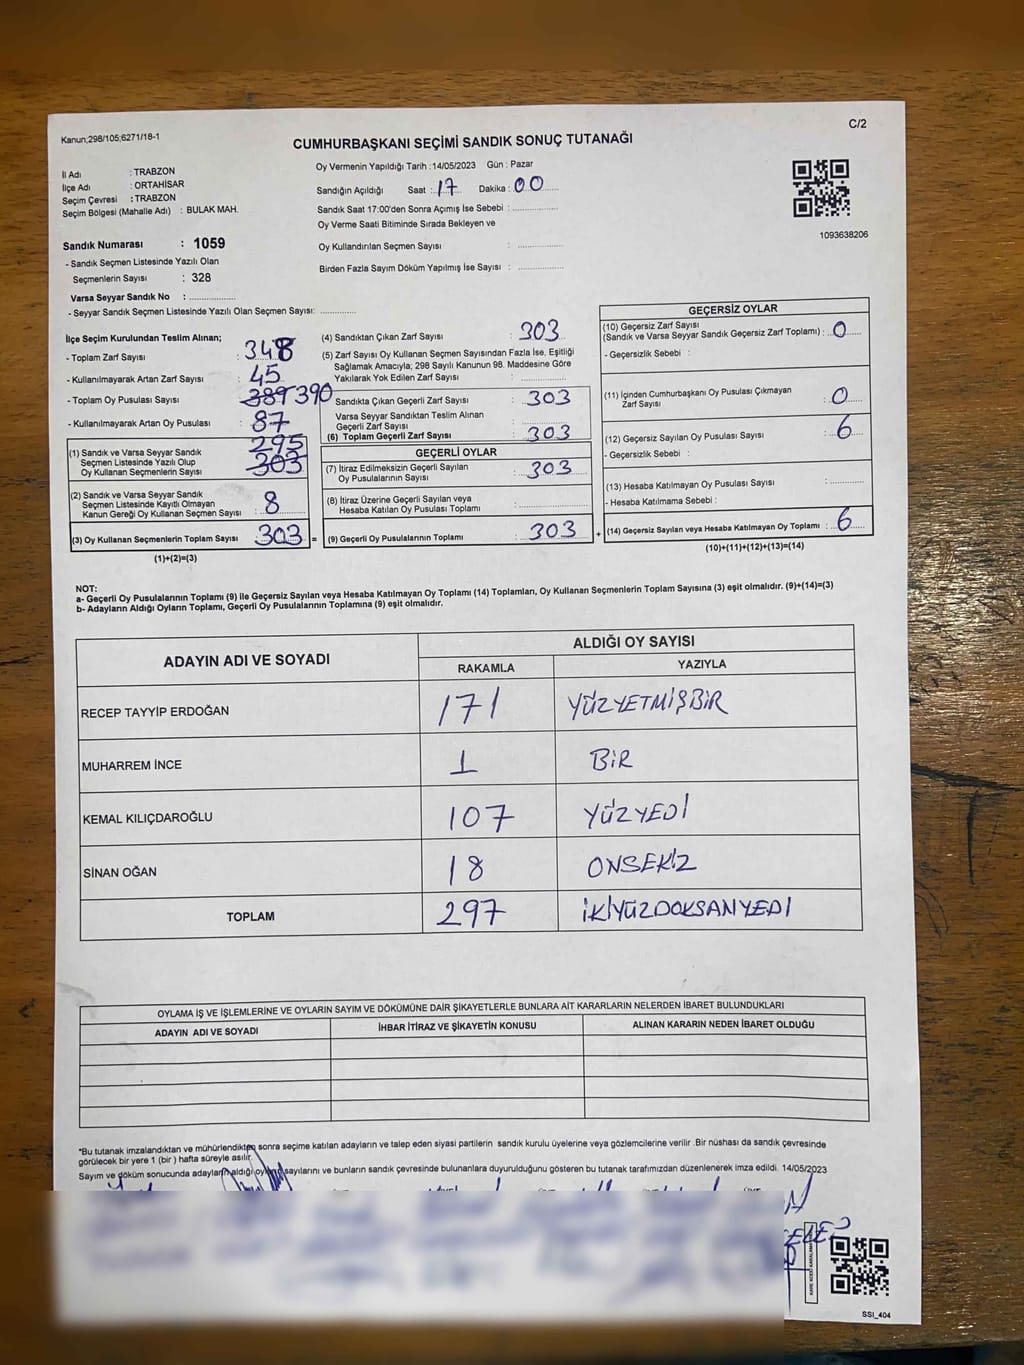 Kanun;298/105;6271/18-1
C/2
CUMHURBAŞKANI SEÇİMİ SANDIK SONUÇ TUTANAĞI
İl Adı : TRABZON
İlçe Adı : ORTAHİSAR
Seçim Çevresi : TRABZON
Seçim Bölgesi (Mahalle Adı) : BULAK MAH.
Sandık Numarası : 1059
- Sandık Seçmen Listesinde Yazılı Olan
Seçmenlerin Sayısı : 328
Varsa Seyyar Sandık No : ..................
- Seyyar Sandık Seçmen Listesinde Yazılı Olan Seçmen Sayısı: ..............
Oy Vermenin Yapıldığı Tarih :14/05/2023 Gün : Pazar
Sandığın Açıldığı Saat : 17 Dakika : 00
Sandık Saat 17:00'den Sonra Açımış İse Sebebi : ..................
Oy Verme Saati Bitiminde Sırada Bekleyen ve
Oy Kullandırılan Seçmen Sayısı : ..................
Birden Fazla Sayım Döküm Yapılmış İse Sayısı : ..................
1093638206
İlçe Seçim Kurulundan Teslim Alınan;
- Toplam Zarf Sayısı : 348
- Kullanılmayarak Artan Zarf Sayısı : 45
- Toplam Oy Pusulası Sayısı : 389 390
- Kullanılmayarak Artan Oy Pusulası : 87
295
(1) Sandık ve Varsa Seyyar Sandık
Seçmen Listesinde Yazılı Olup
Oy Kullanan Seçmenlerin Sayısı 303
(2) Sandık ve Varsa Seyyar Sandık
Seçmen Listesinde Kayıtlı Olmayan
Kanun Gereği Oy Kullanan Seçmen Sayısı : 8
(3) Oy Kullanan Seçmenlerin Toplam Sayısı 303 =
(1)+(2)=(3)
(4) Sandıktan Çıkan Zarf Sayısı : 303
(5) Zarf Sayısı Oy Kullanan Seçmen Sayısından Fazla İse, Eşitliği
Sağlamak Amacıyla; 298 Sayılı Kanunun 98. Maddesine Göre
Yakılarak Yok Edilen Zarf Sayısı : ..................
Sandıkta Çıkan Geçerli Zarf Sayısı : 303
Varsa Seyyar Sandıktan Teslim Alınan
Geçerli Zarf Sayısı : ..................
(6) Toplam Geçerli Zarf Sayısı : 303
GEÇERLİ OYLAR
(7) İtiraz Edilmeksizin Geçerli Sayılan
Oy Pusulalarının Sayısı : 303
(8) İtiraz Üzerine Geçerli Sayılan veya
Hesaba Katılan Oy Pusulası Toplamı : ..................
(9) Geçerli Oy Pusulalarının Toplamı : 303 +
GEÇERSİZ OYLAR
(10) Geçersiz Zarf Sayısı
(Sandık ve Varsa Seyyar Sandık Geçersiz Zarf Toplamı) : 0
- Geçersizlik Sebebi :
(11) İçinden Cumhurbaşkanı Oy Pusulası Çıkmayan
Zarf Sayısı : 0
(12) Geçersiz Sayılan Oy Pusulası Sayısı : 6
- Geçersizlik Sebebi :
(13) Hesaba Katılmayan Oy Pusulası Sayısı : ..............
- Hesaba Katılmama Sebebi :
(14) Geçersiz Sayılan veya Hesaba Katılmayan Oy Toplamı : 6
(10)+(11)+(12)+(13)=(14)
NOT:
a- Geçerli Oy Pusulalarının Toplamı (9) ile Geçersiz Sayılan veya Hesaba Katılmayan Oy Toplamı (14) Toplamları, Oy Kullanan Seçmenlerin Toplam Sayısına (3) eşit olmalıdır. (9)+(14)=(3)
b- Adayların Aldığı Oyların Toplamı, Geçerli Oy Pusulalarının Toplamına (9) eşit olmalıdır.
ADAYIN ADI VE SOYADI
ALDIĞI OY SAYISI
RAKAMLA YAZIYLA
RECEP TAYYİP ERDOĞAN 171 YÜZYETMİŞBİR
MUHARREM İNCE 1 BİR
KEMAL KILIÇDAROĞLU 107 YÜZYEDİ
SİNAN OĞAN 18 ONSEKİZ
TOPLAM 297 İKİYÜZDOKSANYEDİ
OYLAMA İŞ VE İŞLEMLERİNE VE OYLARIN SAYIM VE DÖKÜMÜNE DAİR ŞİKAYETLERLE BUNLARA AİT KARARLARIN NELERDEN İBARET BULUNDUKLARI
ADAYIN ADI VE SOYADI İHBAR İTİRAZ VE ŞİKAYETİN KONUSU ALINAN KARARIN NEDEN İBARET OLDUĞU
*Bu tutanak imzalandıktan ve mühürlendikten sonra seçime katılan adayların ve talep eden siyasi partilerin sandık kurulu üyelerine veya gözlemcilerine verilir .Bir nüshası da sandık çevresinde
görülecek bir yere 1 (bir ) hafta süreyle asılır.
Sayım ve döküm sonucunda adayların aldığı oy sayılarını ve bunların sandık çevresinde bulunanlara duyurulduğunu gösteren bu tutanak tarafımızdan düzenlenerek imza edildi. 14/05/2023
SSI_404